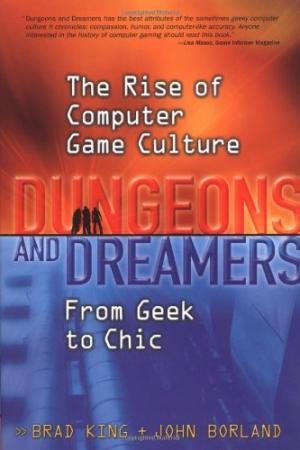 "Dungeons and Dreamers has the best attributes of the sometimes geeky computer
culture it chronicles: compassion, humor, and computer-like accuracy. Anyone
interested in the history of computer gaming should read this book."
—Lisa Mason, Game Informer Magazine
The Rise of
Computer
Game Culture
DUNGEONS
AND DREAMERS
From Geek
to Chic
>> BRAD KING + JOHN BORLAND